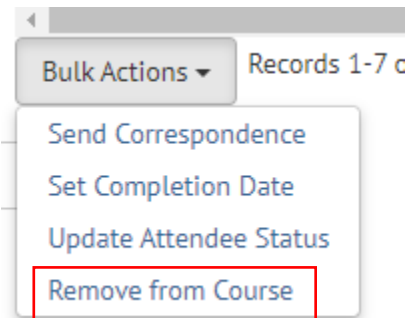 Bulk Actions Records 1-7
Send Correspondence
Set Completion Date
Update Attendee Status
Remove from Course